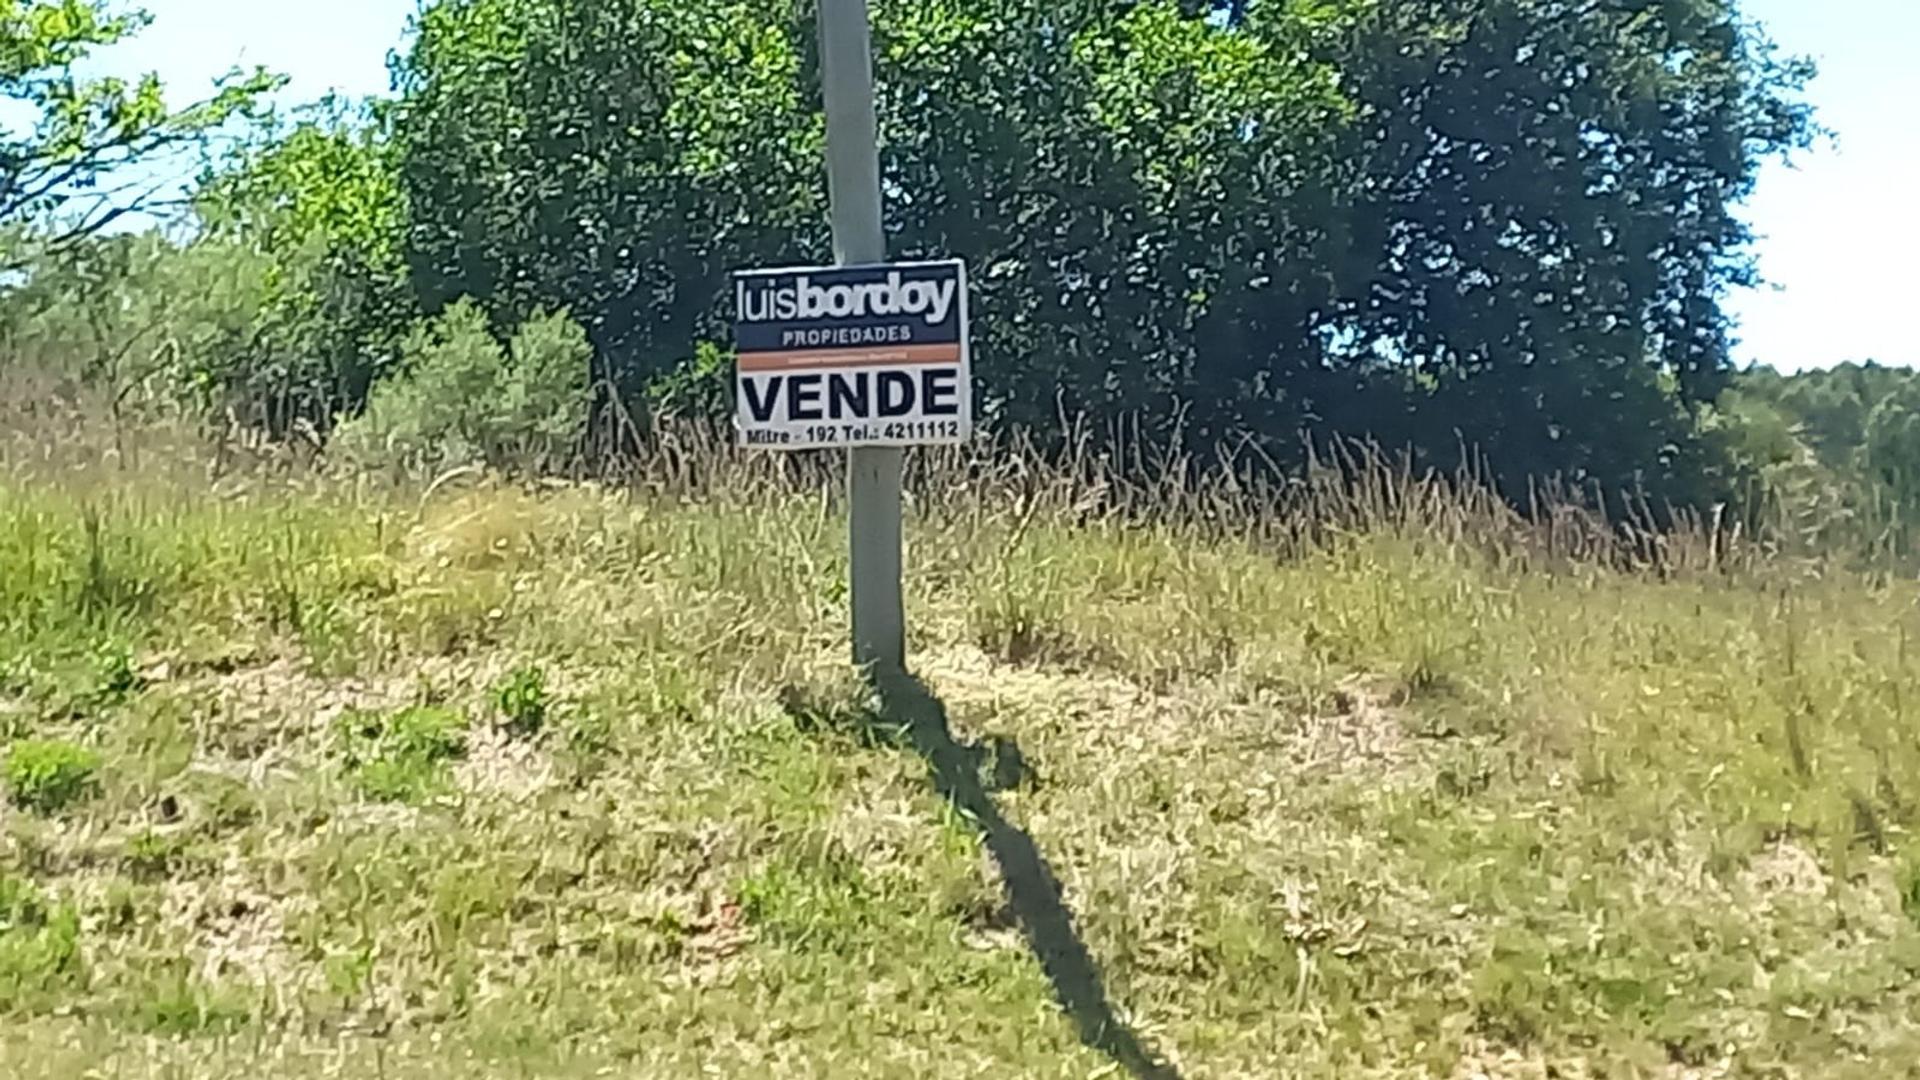 luisbordoy
PROPIEDADES
VENDE
Mitre - 192 Tel.: 4211112